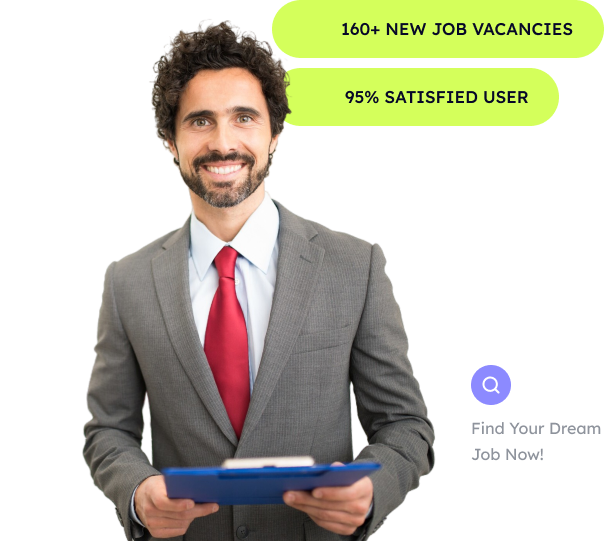 160+ NEW JOB VACANCIES
95% SATISFIED USER
Find Your Dream
Job Now!